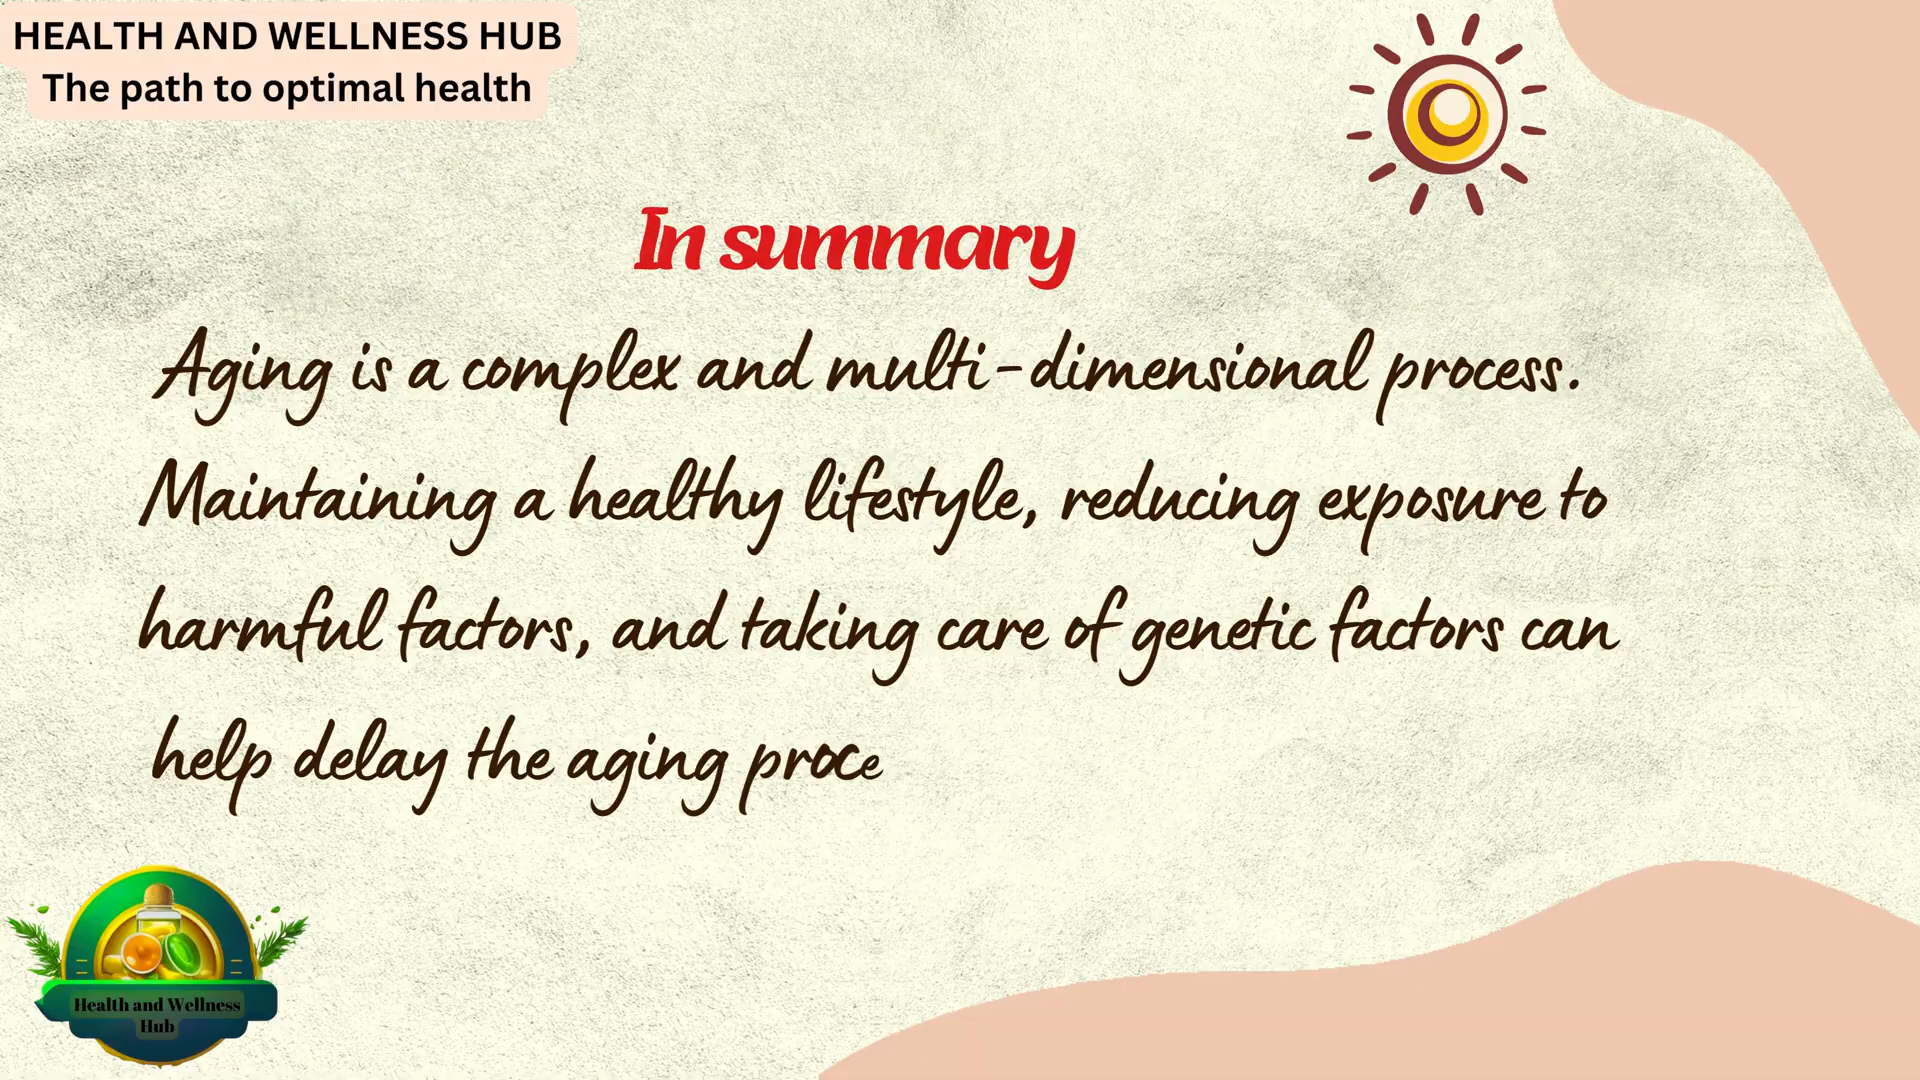 HEALTH AND WELLNESS HUB
The path to optimal health
In summary
Aging is a complex and multi-dimensional process.
Maintaining a healthy lifestyle, reducing exposure to
harmful factors, and taking care of genetic factors can
help delay the aging proce
Health and Wellness
Hub